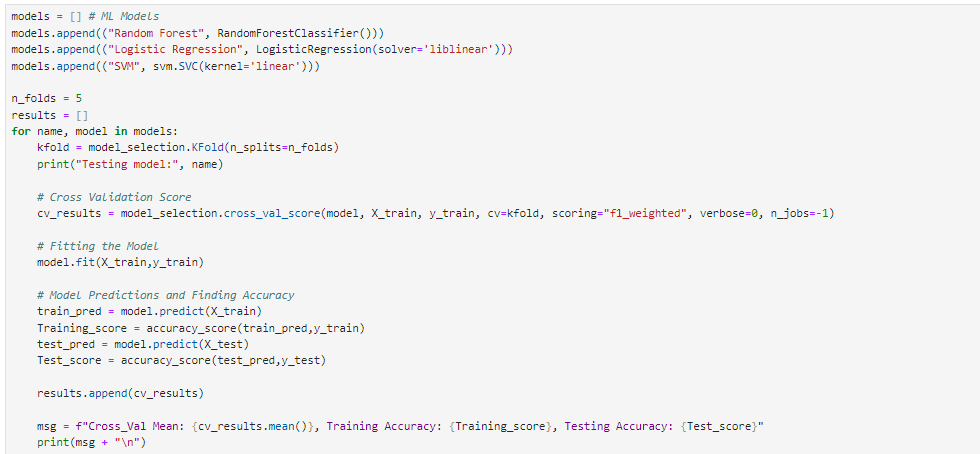 models = [] # ML Models
models.append(("Random Forest", RandomForestClassifier()))
models.append(("Logistic Regression", LogisticRegression(solver='liblinear')))
models.append(("SVM", svm.SVC(kernel='linear')))

n_folds = 5
results = []
for name, model in models:
    kfold = model_selection.KFold(n_splits=n_folds)
    print("Testing model:", name)

    # Cross Validation Score
    cv_results = model_selection.cross_val_score(model, X_train, y_train, cv=kfold, scoring="f1_weighted", verbose=0, n_jobs=-1)

    # Fitting the Model
    model.fit(X_train,y_train)

    # Model Predictions and Finding Accuracy
    train_pred = model.predict(X_train)
    Training_score = accuracy_score(train_pred,y_train)
    test_pred = model.predict(X_test)
    Test_score = accuracy_score(test_pred,y_test)

    results.append(cv_results)

    msg = f"Cross_Val Mean: {cv_results.mean()}, Training Accuracy: {Training_score}, Testing Accuracy: {Test_score}"
    print(msg + "\n")